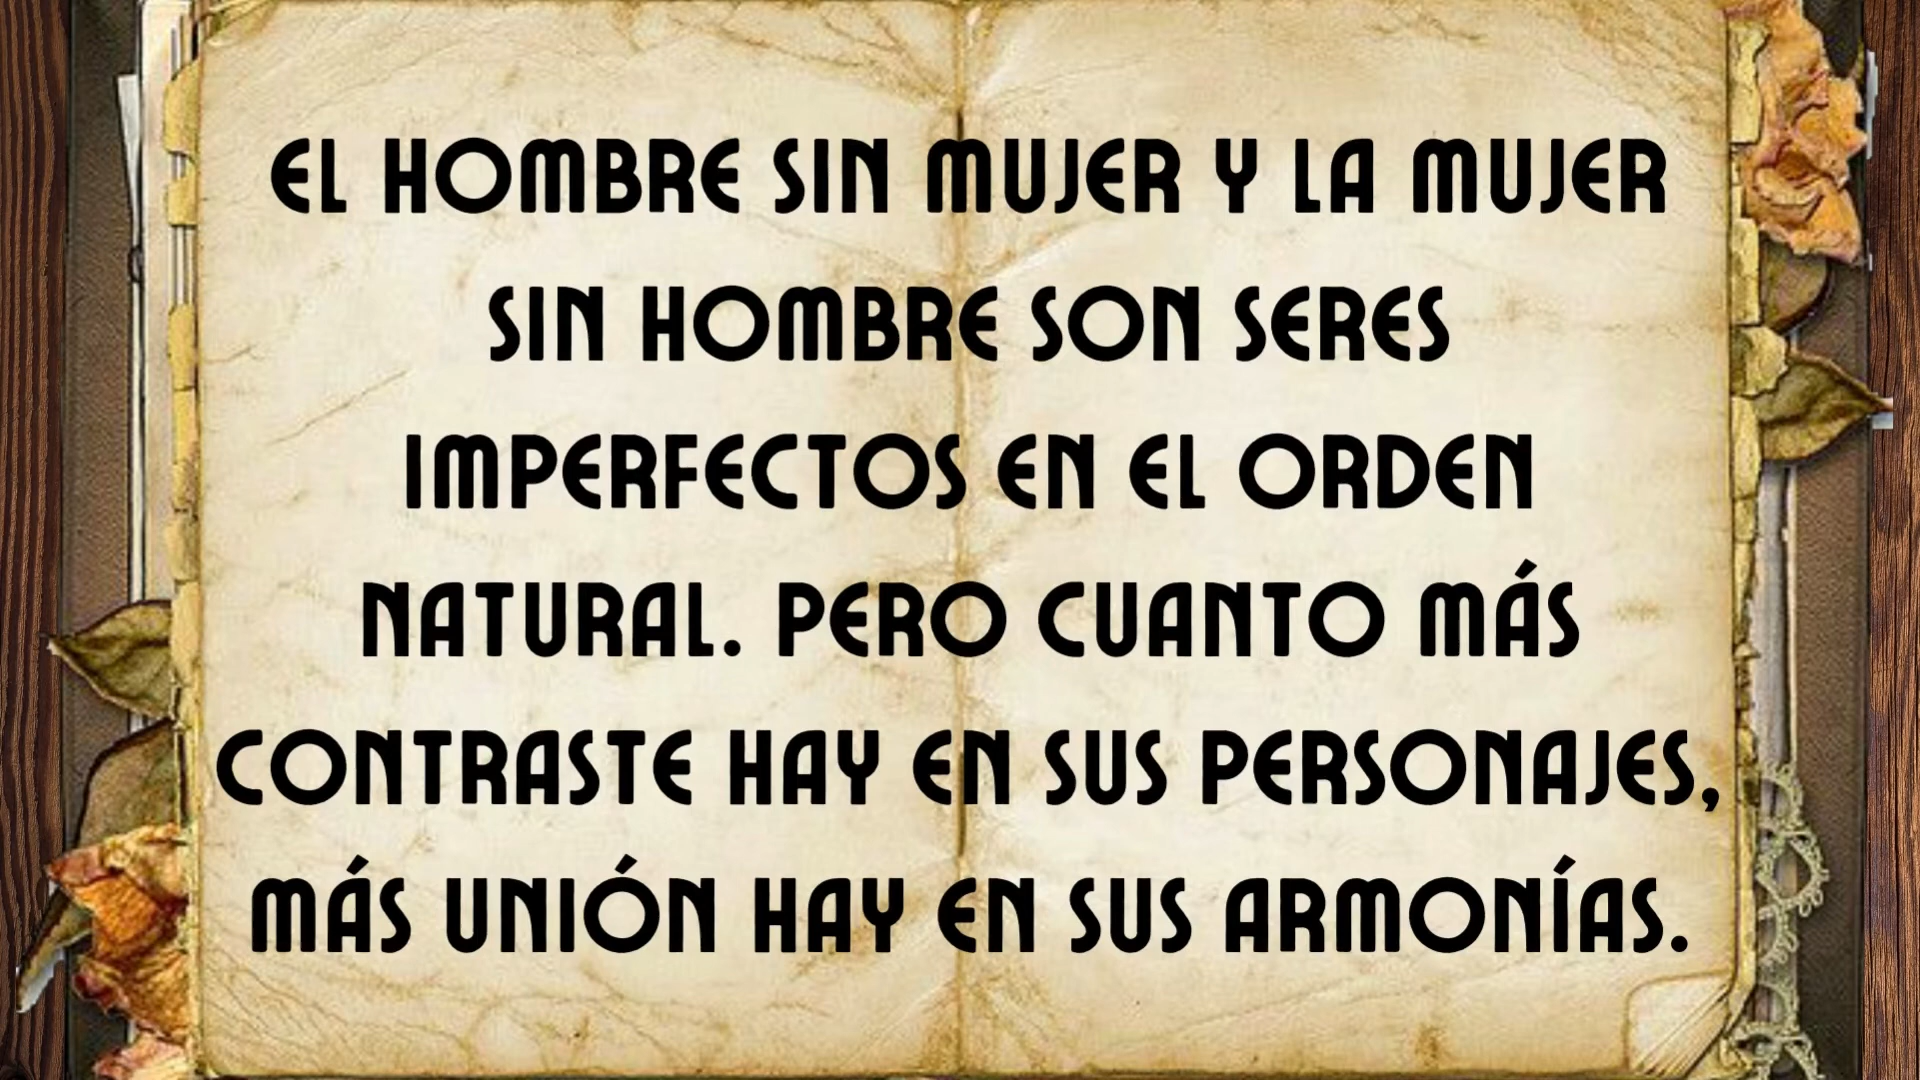 EL HOMBRE SIN MUJER Y LA MUJER
SIN HOMBRE SON SERES
IMPERFECTOS EN EL ORDEN
NATURAL. PERO CUANTO MÁS
CONTRASTE HAY EN SUS PERSONAJES,
MÁS UNIÓN HAY EN SUS ARMONÍAS.